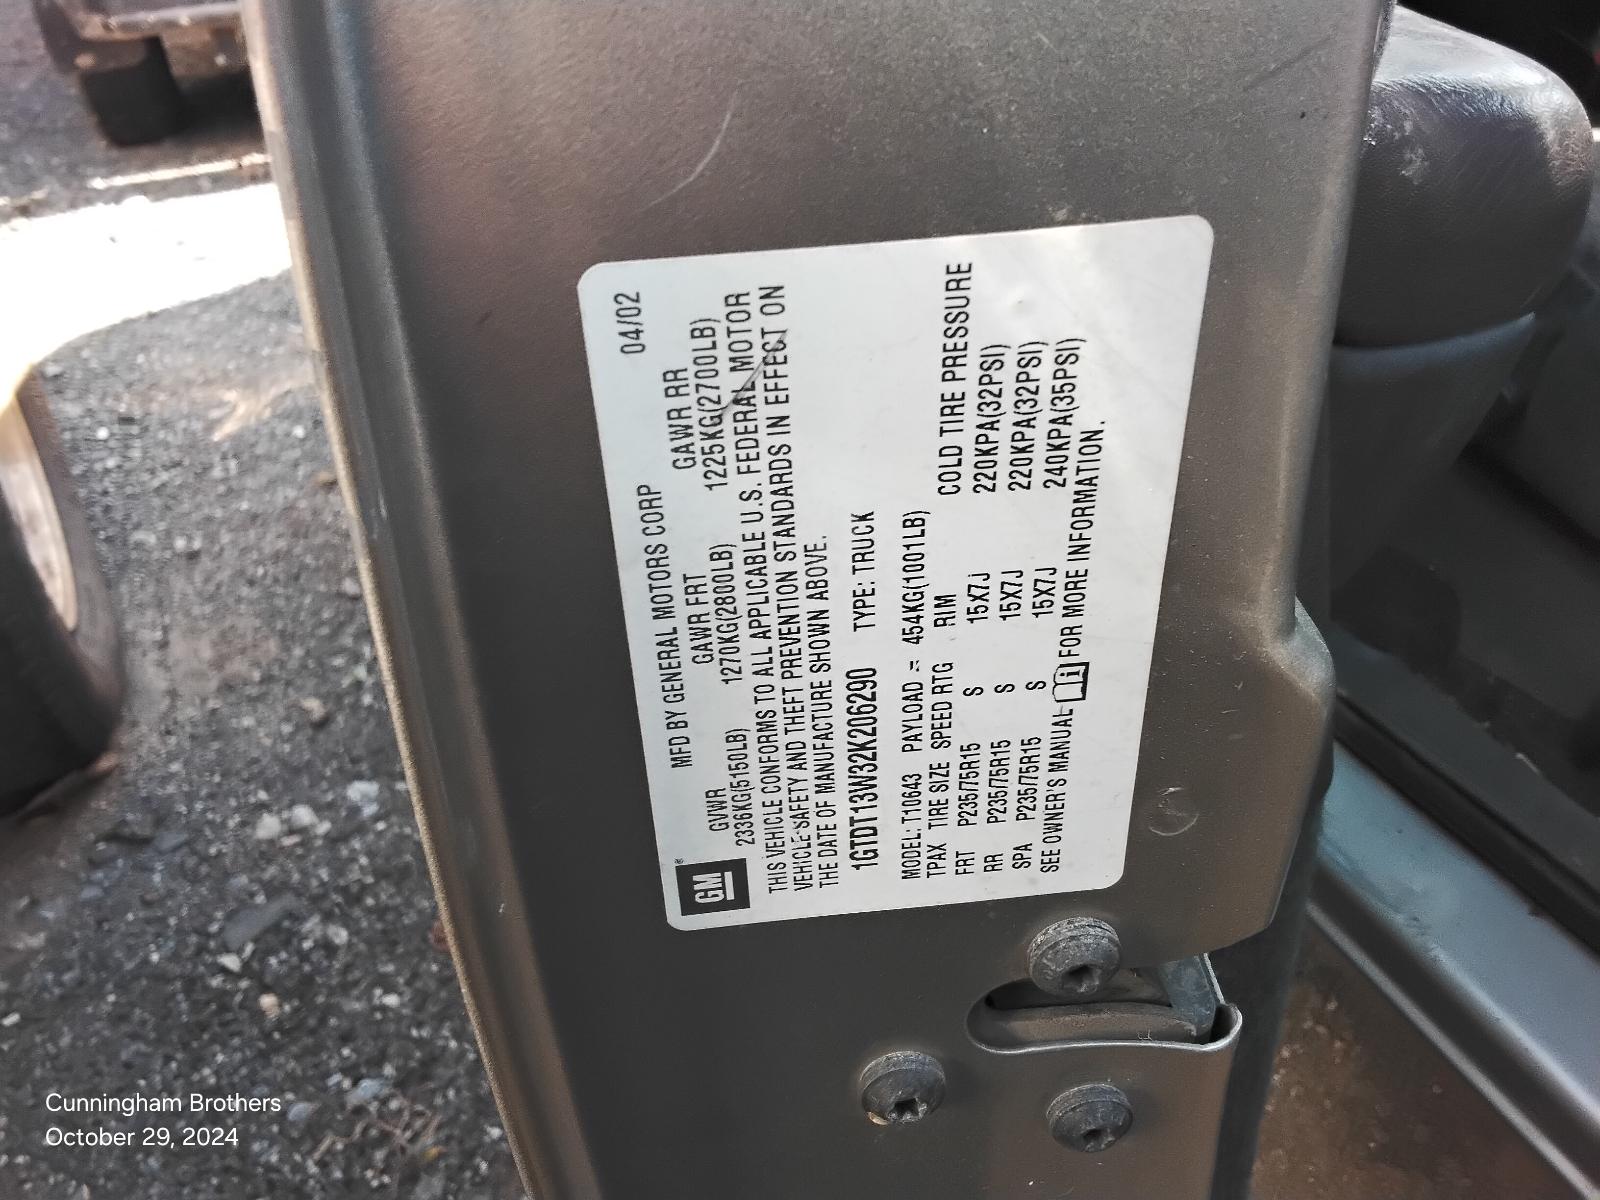 MFD BY GENERAL MOTORS CORP 04/02
GVWR GAWR FRT GAWR RR
2336KG(5150LB) 1270KG(2800LB) 1225KG(2700LB)
THIS VEHICLE CONFORMS TO ALL APPLICABLE U.S. FEDERAL MOTOR
VEHICLE SAFETY AND THEFT PREVENTION STANDARDS IN EFFECT ON
THE DATE OF MANUFACTURE SHOWN ABOVE.
GM
1GTDT13W32K206290 TYPE: TRUCK
MODEL: T10643 PAYLOAD = 454KG(1001LB)
TPAX TIRE SIZE SPEED RTG RIM COLD TIRE PRESSURE
FRT P235/75R15 S 15X7J 220KPA(32PSI)
RR P235/75R15 S 15X7J 220KPA(32PSI)
SPA P235/75R15 S 15X7J 240KPA(35PSI)
SEE OWNER'S MANUAL i FOR MORE INFORMATION.
Cunningham Brothers
October 29, 2024